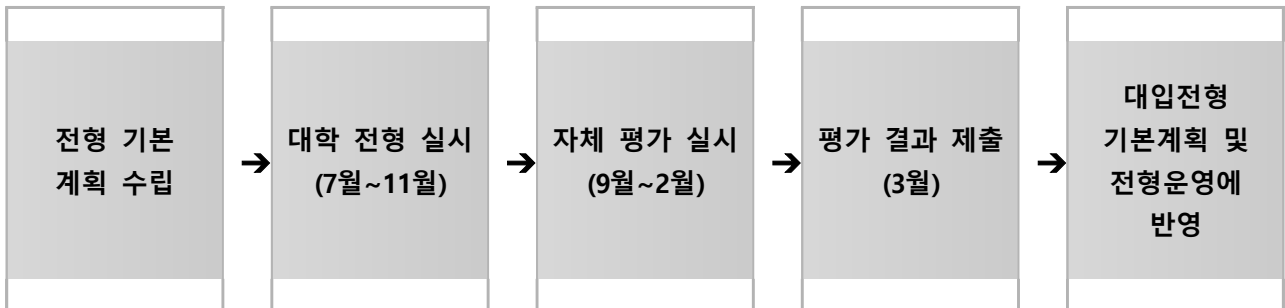 전형 기본
계획 수립
➔
대학 전형 실시
(7월~11월)
➔
자체 평가 실시
(9월~2월)
➔
평가 결과 제출
(3월)
➔
대입전형
기본계획 및
전형운영에
반영